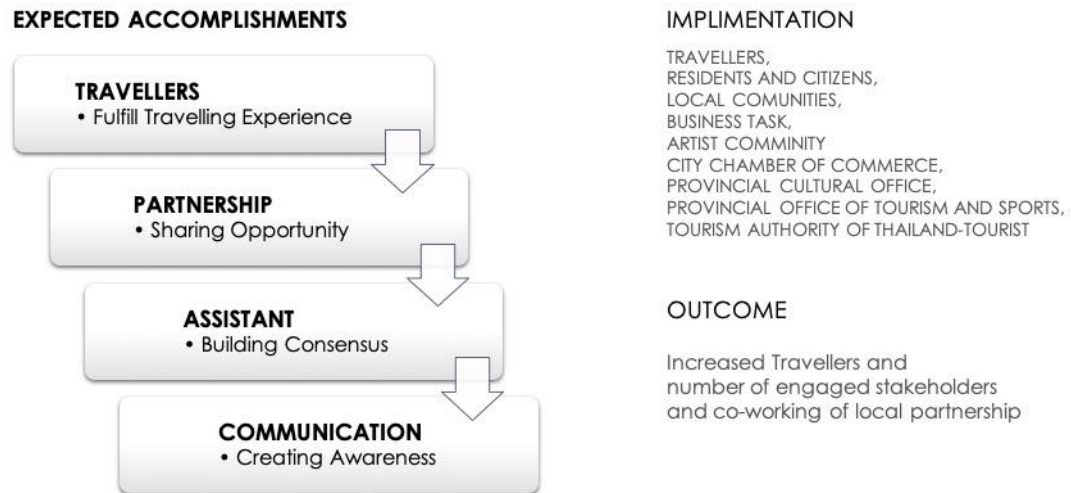 EXPECTED ACCOMPLISHMENTS
TRAVELLERS
• Fulfill Travelling Experience
PARTNERSHIP
• Sharing Opportunity
ASSISTANT
• Building Consensus
COMMUNICATION
• Creating Awareness
IMPLIMENTATION
TRAVELLERS,
RESIDENTS AND CITIZENS,
LOCAL COMUNITIES,
BUSINESS TASK,
ARTIST COMMINITY
CITY CHAMBER OF COMMERCE,
PROVINCIAL CULTURAL OFFICE,
PROVINCIAL OFFICE OF TOURISM AND SPORTS,
TOURISM AUTHORITY OF THAILAND-TOURIST
OUTCOME
Increased Travellers and
number of engaged stakeholders
and co-working of local partnership